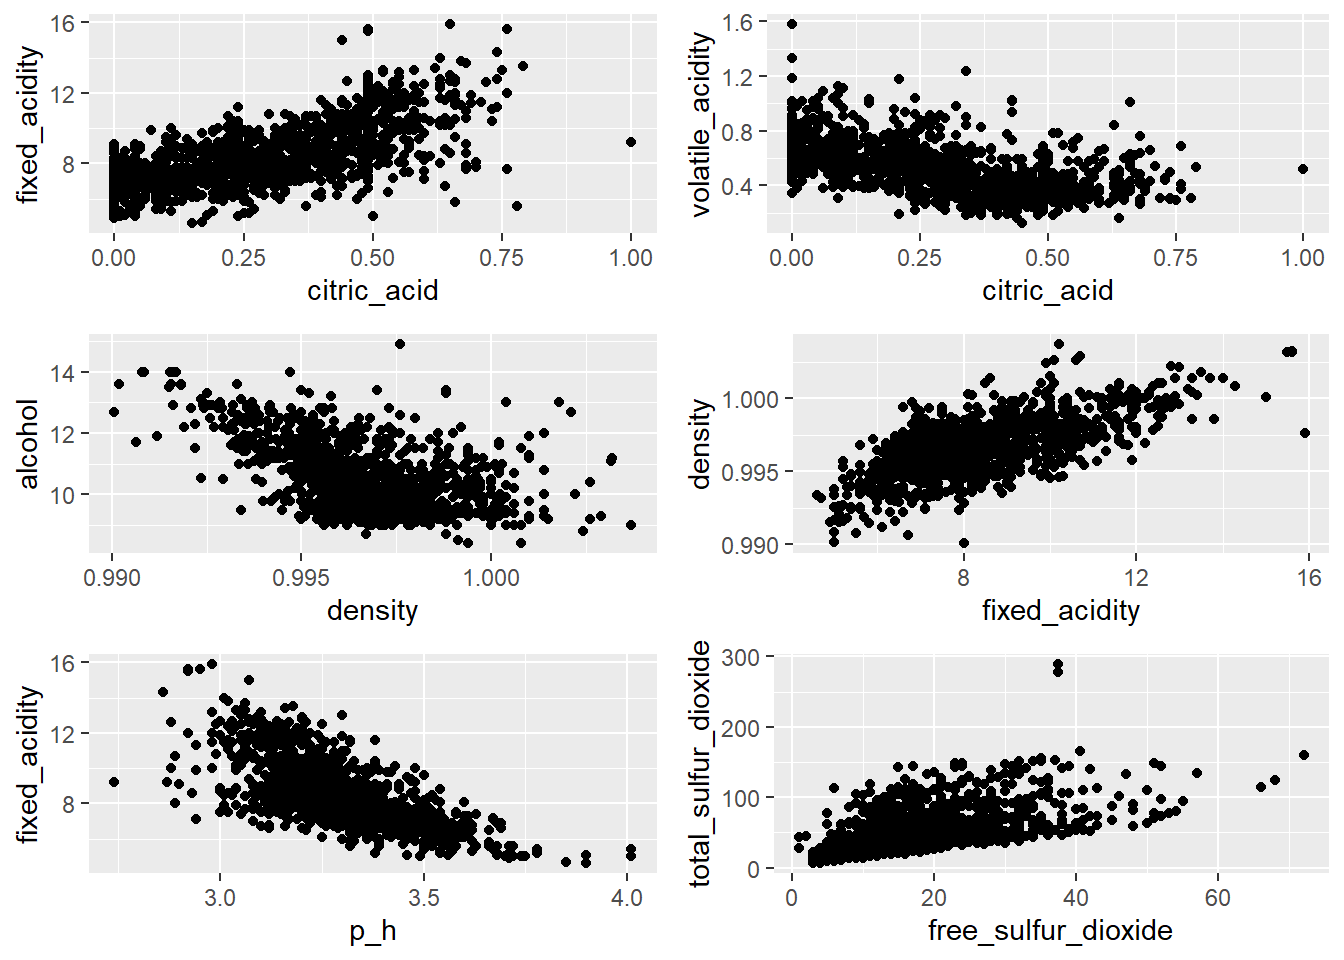 fixed_acidity
16
12
8
0.00 0.25 0.50 0.75 1.00
citric_acid
volatile_acidity
1.6
1.2
0.8
0.4
0.00 0.25 0.50 0.75 1.00
citric_acid
alcohol
14
12
10
0.990 0.995 1.000
density
density
1.000
0.995
0.990
8 12 16
fixed_acidity
fixed_acidity
16
12
8
3.0 3.5 4.0
p_h
total_sulfur_dioxide
300
200
100
0
0 20 40 60
free_sulfur_dioxide